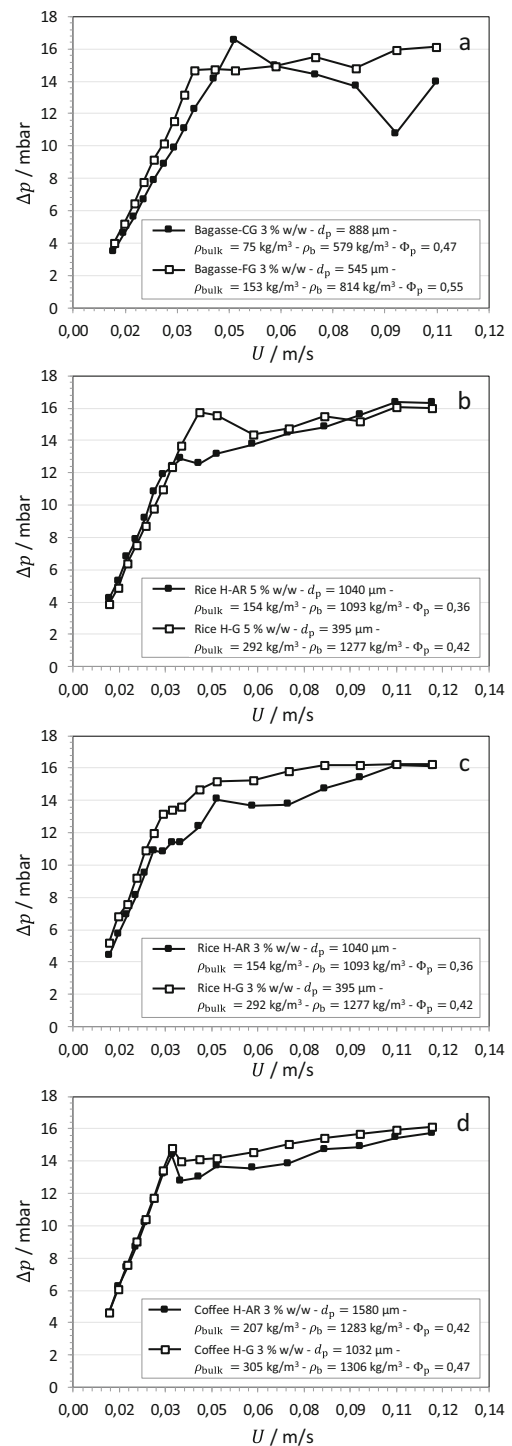 18
16
14
12
10
8
6
4
2
0
Δp / mbar
a
Bagasse-CG 3 % w/w - dₚ = 888 μm -
ρbulk = 75 kg/m³ - ρb = 579 kg/m³ - Φp = 0,47
Bagasse-FG 3 % w/w - dₚ = 545 μm -
ρbulk = 153 kg/m³ - ρb = 814 kg/m³ - Φp = 0,55
0,00 0,02 0,03 0,05 0,06 0,08 0,09 0,11 0,12
U / m/s
18
16
14
12
10
8
6
4
2
0
Δp / mbar
b
Rice H-AR 5 % w/w - dₚ = 1040 μm -
ρbulk = 154 kg/m³ - ρb = 1093 kg/m³ - Φp = 0,36
Rice H-G 5 % w/w - dₚ = 395 μm -
ρbulk = 292 kg/m³ - ρb = 1277 kg/m³ - Φp = 0,42
0,00 0,02 0,03 0,05 0,06 0,08 0,09 0,11 0,12 0,14
U / m/s
18
16
14
12
10
8
6
4
2
0
Δp / mbar
c
Rice H-AR 3 % w/w - dₚ = 1040 μm -
ρbulk = 154 kg/m³ - ρb = 1093 kg/m³ - Φp = 0,36
Rice H-G 3 % w/w - dₚ = 395 μm -
ρbulk = 292 kg/m³ - ρb = 1277 kg/m³ - Φp = 0,42
0,00 0,02 0,03 0,05 0,06 0,08 0,09 0,11 0,12 0,14
U / m/s
18
16
14
12
10
8
6
4
2
0
Δp / mbar
d
Coffee H-AR 3 % w/w - dₚ = 1580 μm -
ρbulk = 207 kg/m³ - ρb = 1283 kg/m³ - Φp = 0,42
Coffee H-G 3 % w/w - dₚ = 1032 μm -
ρbulk = 305 kg/m³ - ρb = 1306 kg/m³ - Φp = 0,47
0,00 0,02 0,03 0,05 0,06 0,08 0,09 0,11 0,12 0,14
U / m/s